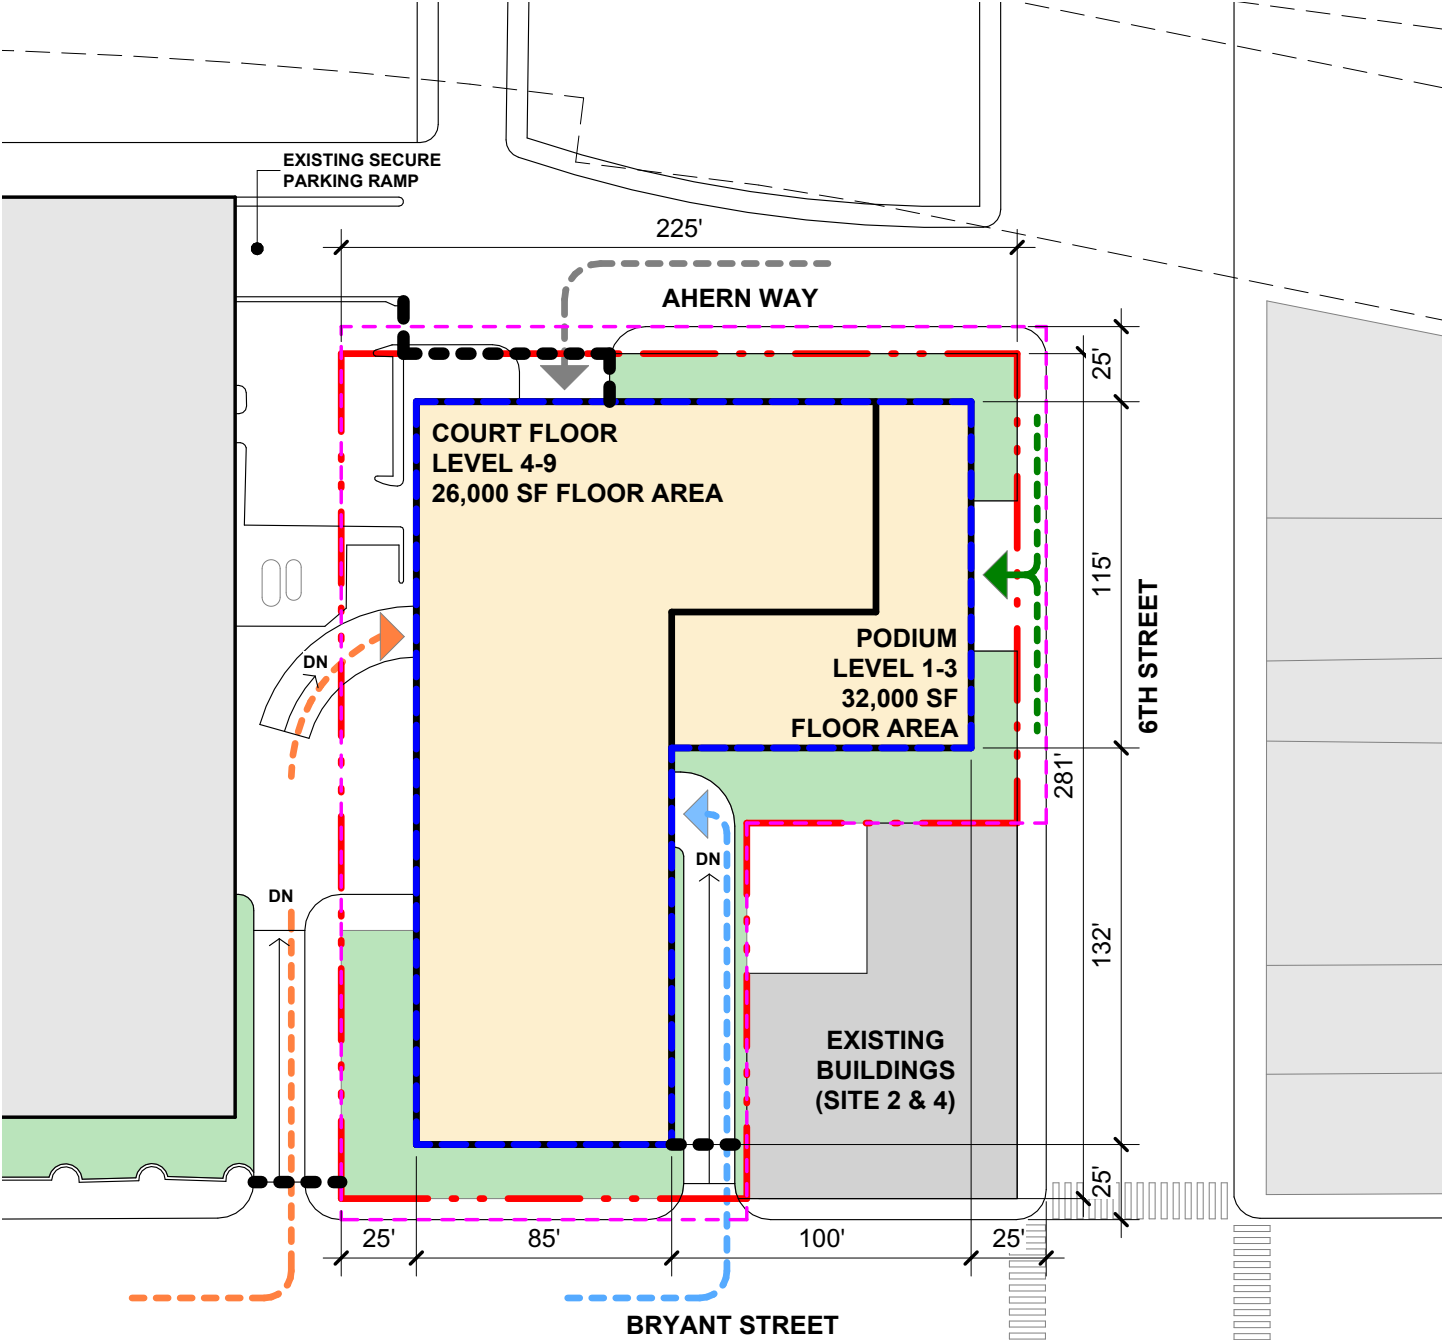 EXISTING SECURE
PARKING RAMP
225'
AHERN WAY
25'
COURT FLOOR
LEVEL 4-9
26,000 SF FLOOR AREA
115'
6TH STREET
PODIUM
LEVEL 1-3
32,000 SF
FLOOR AREA
DN
281'
DN
DN
132'
EXISTING
BUILDINGS
(SITE 2 & 4)
25'
25'
85'
100'
25'
BRYANT STREET